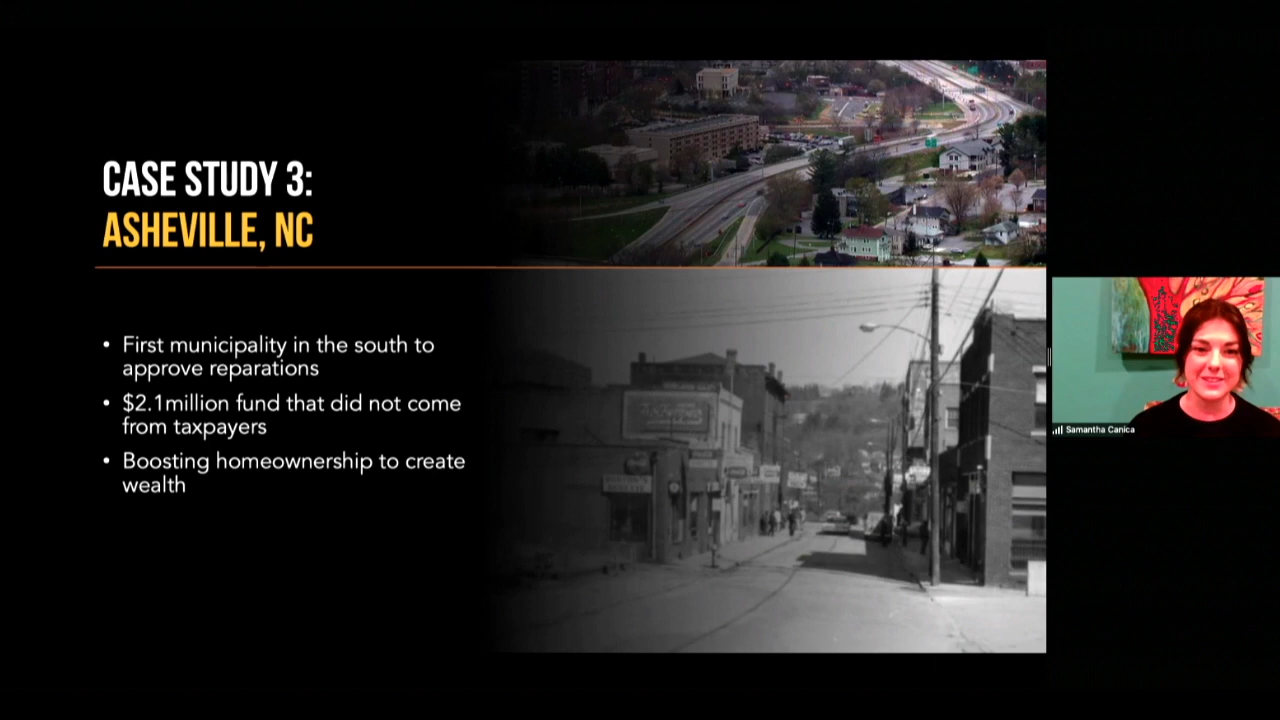 CASE STUDY 3:
ASHEVILLE, NC
• First municipality in the south to
approve reparations
• $2.1million fund that did not come
from taxpayers
• Boosting homeownership to create
wealth
Samantha Canica